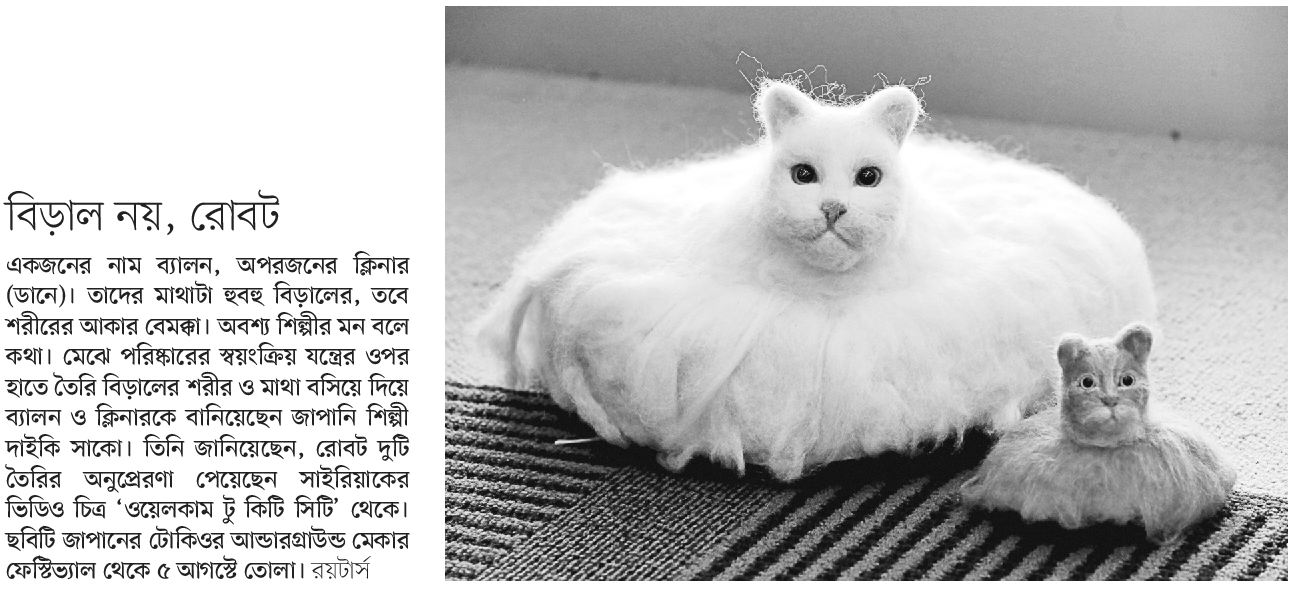 বিড়াল নয়, রোবট
একজনের নাম ব্যালন, অপরজনের ক্লিনার
(ডানে)। তাদের মাথাটা হুবহু বিড়ালের, তবে
শরীরের আকার বেমক্কা। অবশ্য শিল্পীর মন বলে
কথা। মেঝে পরিষ্কারের স্বয়ংক্রিয় যন্ত্রের ওপর
হাতে তৈরি বিড়ালের শরীর ও মাথা বসিয়ে দিয়ে
ব্যালন ও ক্লিনারকে বানিয়েছেন জাপানি শিল্পী
দাইকি সাকো। তিনি জানিয়েছেন, রোবট দুটি
তৈরির অনুপ্রেরণা পেয়েছেন সাইরিয়াকের
ভিডিও চিত্র ‘ওয়েলকাম টু কিটি সিটি’ থেকে।
ছবিটি জাপানের টোকিওর আন্ডারগ্রাউন্ড মেকার
ফেস্টিভ্যাল থেকে ৫ আগস্টে তোলা। রয়টার্স